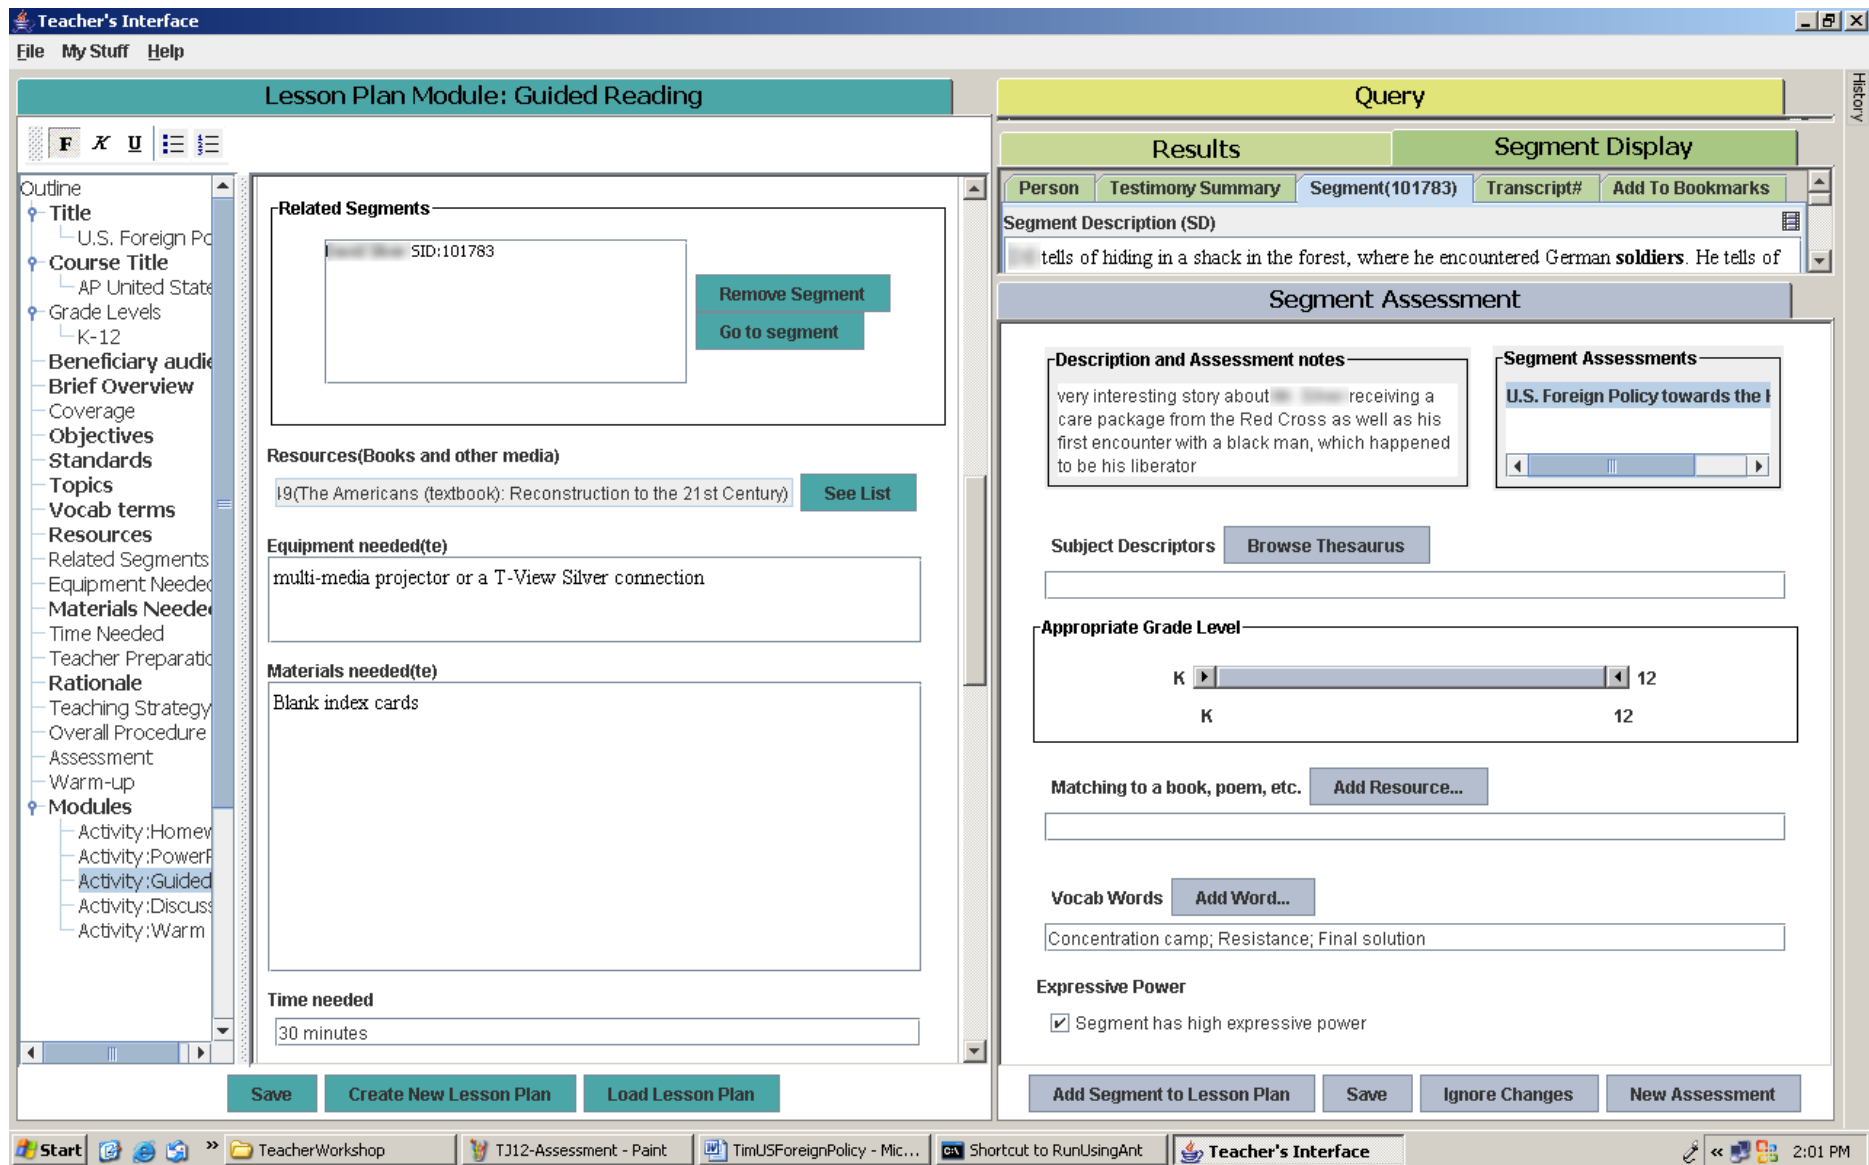 Teacher's Interface
File My Stuff Help
Lesson Plan Module: Guided Reading
F K U
Outline
Title
U.S. Foreign Po
Course Title
AP United State
Grade Levels
K-12
Beneficiary audie
Brief Overview
Coverage
Objectives
Standards
Topics
Vocab terms
Resources
Related Segments
Equipment Needed
Materials Neede
Time Needed
Teacher Preparatio
Rationale
Teaching Strategy
Overall Procedure
Assessment
Warm-up
Modules
Activity:Homew
Activity:PowerP
Activity:Guided
Activity:Discuss
Activity:Warm
Related Segments
SID:101783
Remove Segment
Go to segment
Resources(Books and other media)
49(The Americans (textbook): Reconstruction to the 21st Century)
See List
Equipment needed(te)
multi-media projector or a T-View Silver connection
Materials needed(te)
Blank index cards
Time needed
30 minutes
Save Create New Lesson Plan Load Lesson Plan
Query
History
Results Segment Display
Person Testimony Summary Segment(101783) Transcript# Add To Bookmarks
Segment Description (SD)
tells of hiding in a shack in the forest, where he encountered German soldiers. He tells of
Segment Assessment
Description and Assessment notes
very interesting story about receiving a
care package from the Red Cross as well as his
first encounter with a black man, which happened
to be his liberator
Segment Assessments
U.S. Foreign Policy towards the H
Subject Descriptors Browse Thesaurus
Appropriate Grade Level
K 12
K 12
Matching to a book, poem, etc. Add Resource...
Vocab Words Add Word...
Concentration camp; Resistance; Final solution
Expressive Power
Segment has high expressive power
Add Segment to Lesson Plan Save Ignore Changes New Assessment
Start » TeacherWorkshop TJ12-Assessment - Paint TimUSForeignPolicy - Mic... Shortcut to RunUsingAnt Teacher's Interface « 2:01 PM